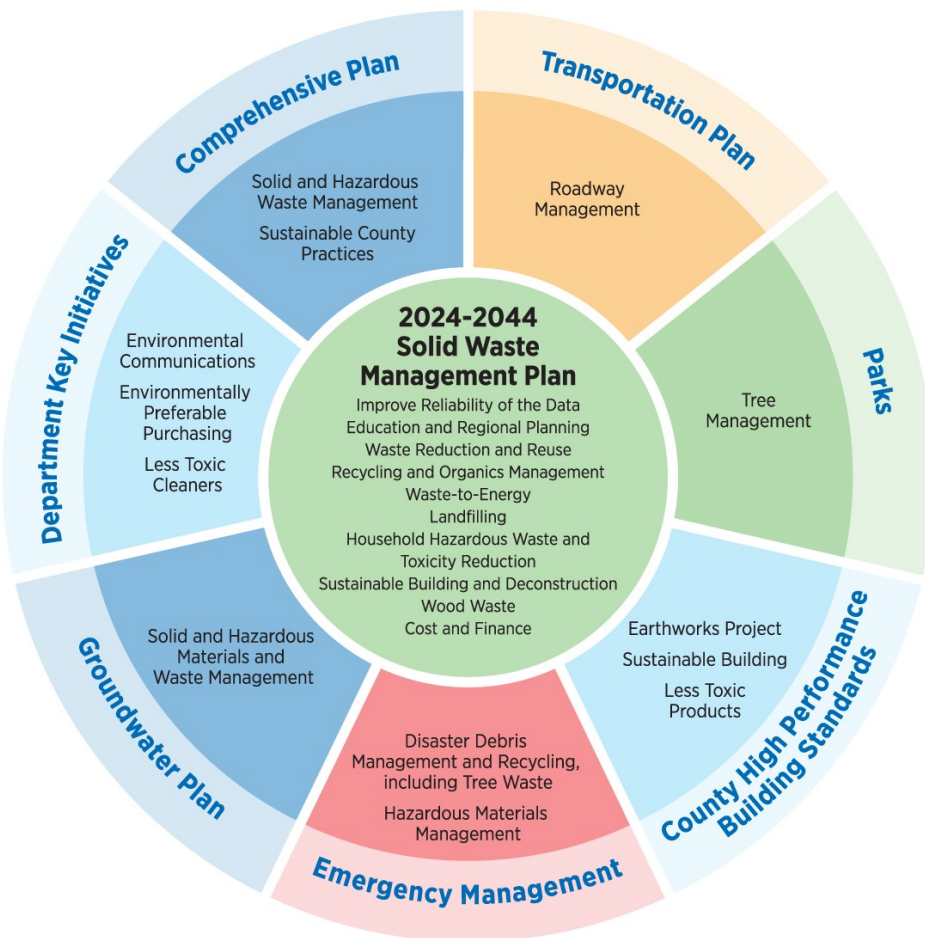 Comprehensive Plan
Solid and Hazardous
Waste Management
Sustainable County
Practices
Transportation Plan
Roadway
Management
Parks
Tree
Management
County High Performance
Building Standards
Earthworks Project
Sustainable Building
Less Toxic
Products
Emergency Management
Disaster Debris
Management and Recycling,
including Tree Waste
Hazardous Materials
Management
Groundwater Plan
Solid and Hazardous
Materials and
Waste Management
Department Key Initiatives
Environmental
Communications
Environmentally
Preferable
Purchasing
Less Toxic
Cleaners
2024-2044
Solid Waste
Management Plan
Improve Reliability of the Data
Education and Regional Planning
Waste Reduction and Reuse
Recycling and Organics Management
Waste-to-Energy
Landfilling
Household Hazardous Waste and
Toxicity Reduction
Sustainable Building and Deconstruction
Wood Waste
Cost and Finance